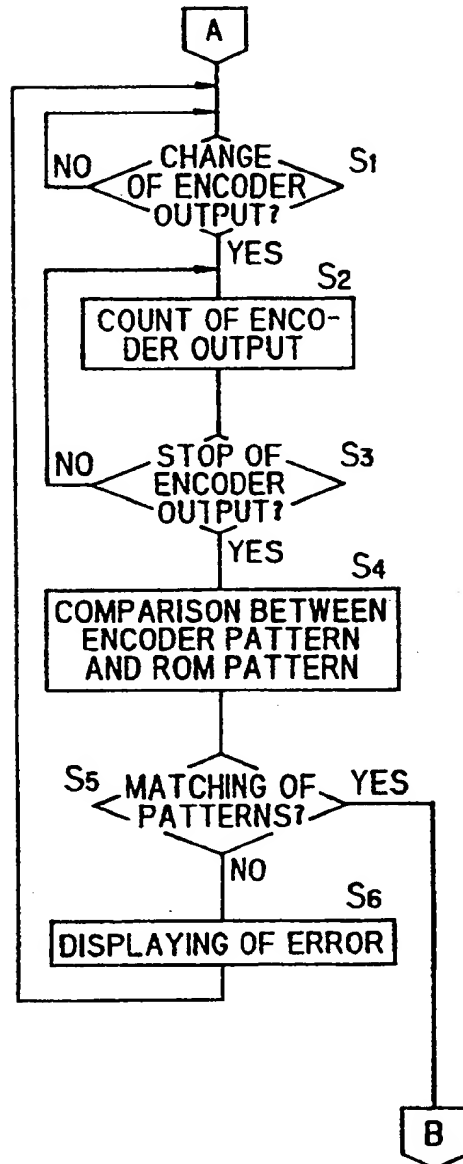 A
CHANGE
OF ENCODER
OUTPUT?
S1
NO
YES
S2
COUNT OF ENCO-
DER OUTPUT
STOP OF
ENCODER
OUTPUT?
S3
NO
YES
S4
COMPARISON BETWEEN
ENCODER PATTERN
AND ROM PATTERN
S5
MATCHING OF
PATTERNS?
YES
NO
S6
DISPLAYING OF ERROR
B